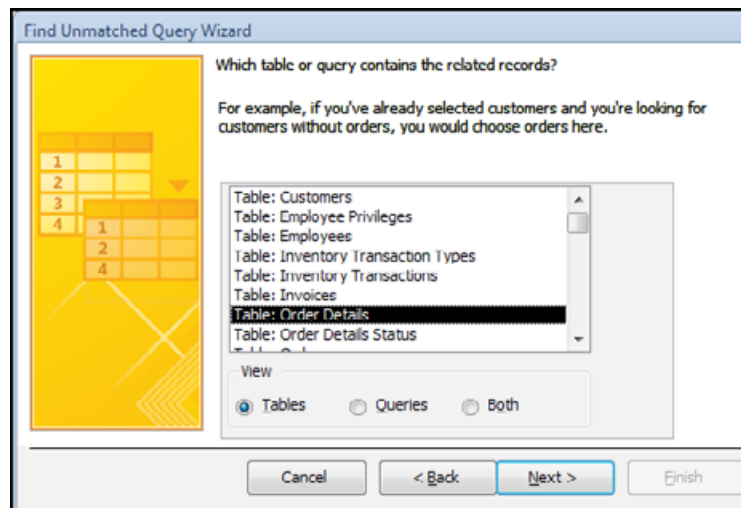 Find Unmatched Query Wizard
Which table or query contains the related records?
For example, if you've already selected customers and you're looking for
customers without orders, you would choose orders here.
1
2
3
4
1
2
4
Table: Customers
Table: Employee Privileges
Table: Employees
Table: Inventory Transaction Types
Table: Inventory Transactions
Table: Invoices
Table: Order Details
Table: Order Details Status
View
Tables Queries Both
Cancel < Back Next > Finish